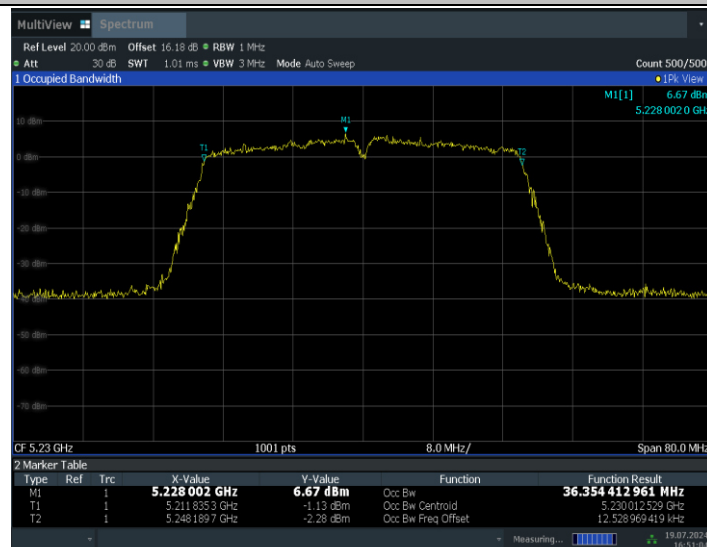 MultiView Spectrum
Ref Level 20.00 dBm Offset 16.18 dB RBW 1 MHz
Att 30 dB SWT 1.01 ms VBW 3 MHz Mode Auto Sweep Count 500/500
1 Occupied Bandwidth 1Pk View
M1[1] 6.67 dBm
5.228 002 0 GHz
10 dBm
M1
T1
T2
0 dBm
-10 dBm
-20 dBm
-30 dBm
-40 dBm
-50 dBm
-60 dBm
-70 dBm
CF 5.23 GHz 1001 pts 8.0 MHz/ Span 80.0 MHz
2 Marker Table
Type Ref Trc X-Value Y-Value Function Function Result
M1 1 5.228 002 GHz 6.67 dBm Occ Bw 36.354 412 961 MHz
T1 1 5.211 835 3 GHz -1.13 dBm Occ Bw Centroid 5.230 012 529 GHz
T2 1 5.248 189 7 GHz -2.28 dBm Occ Bw Freq Offset 12.528 969 419 kHz
Measuring... 19.07.2024
16:51:01